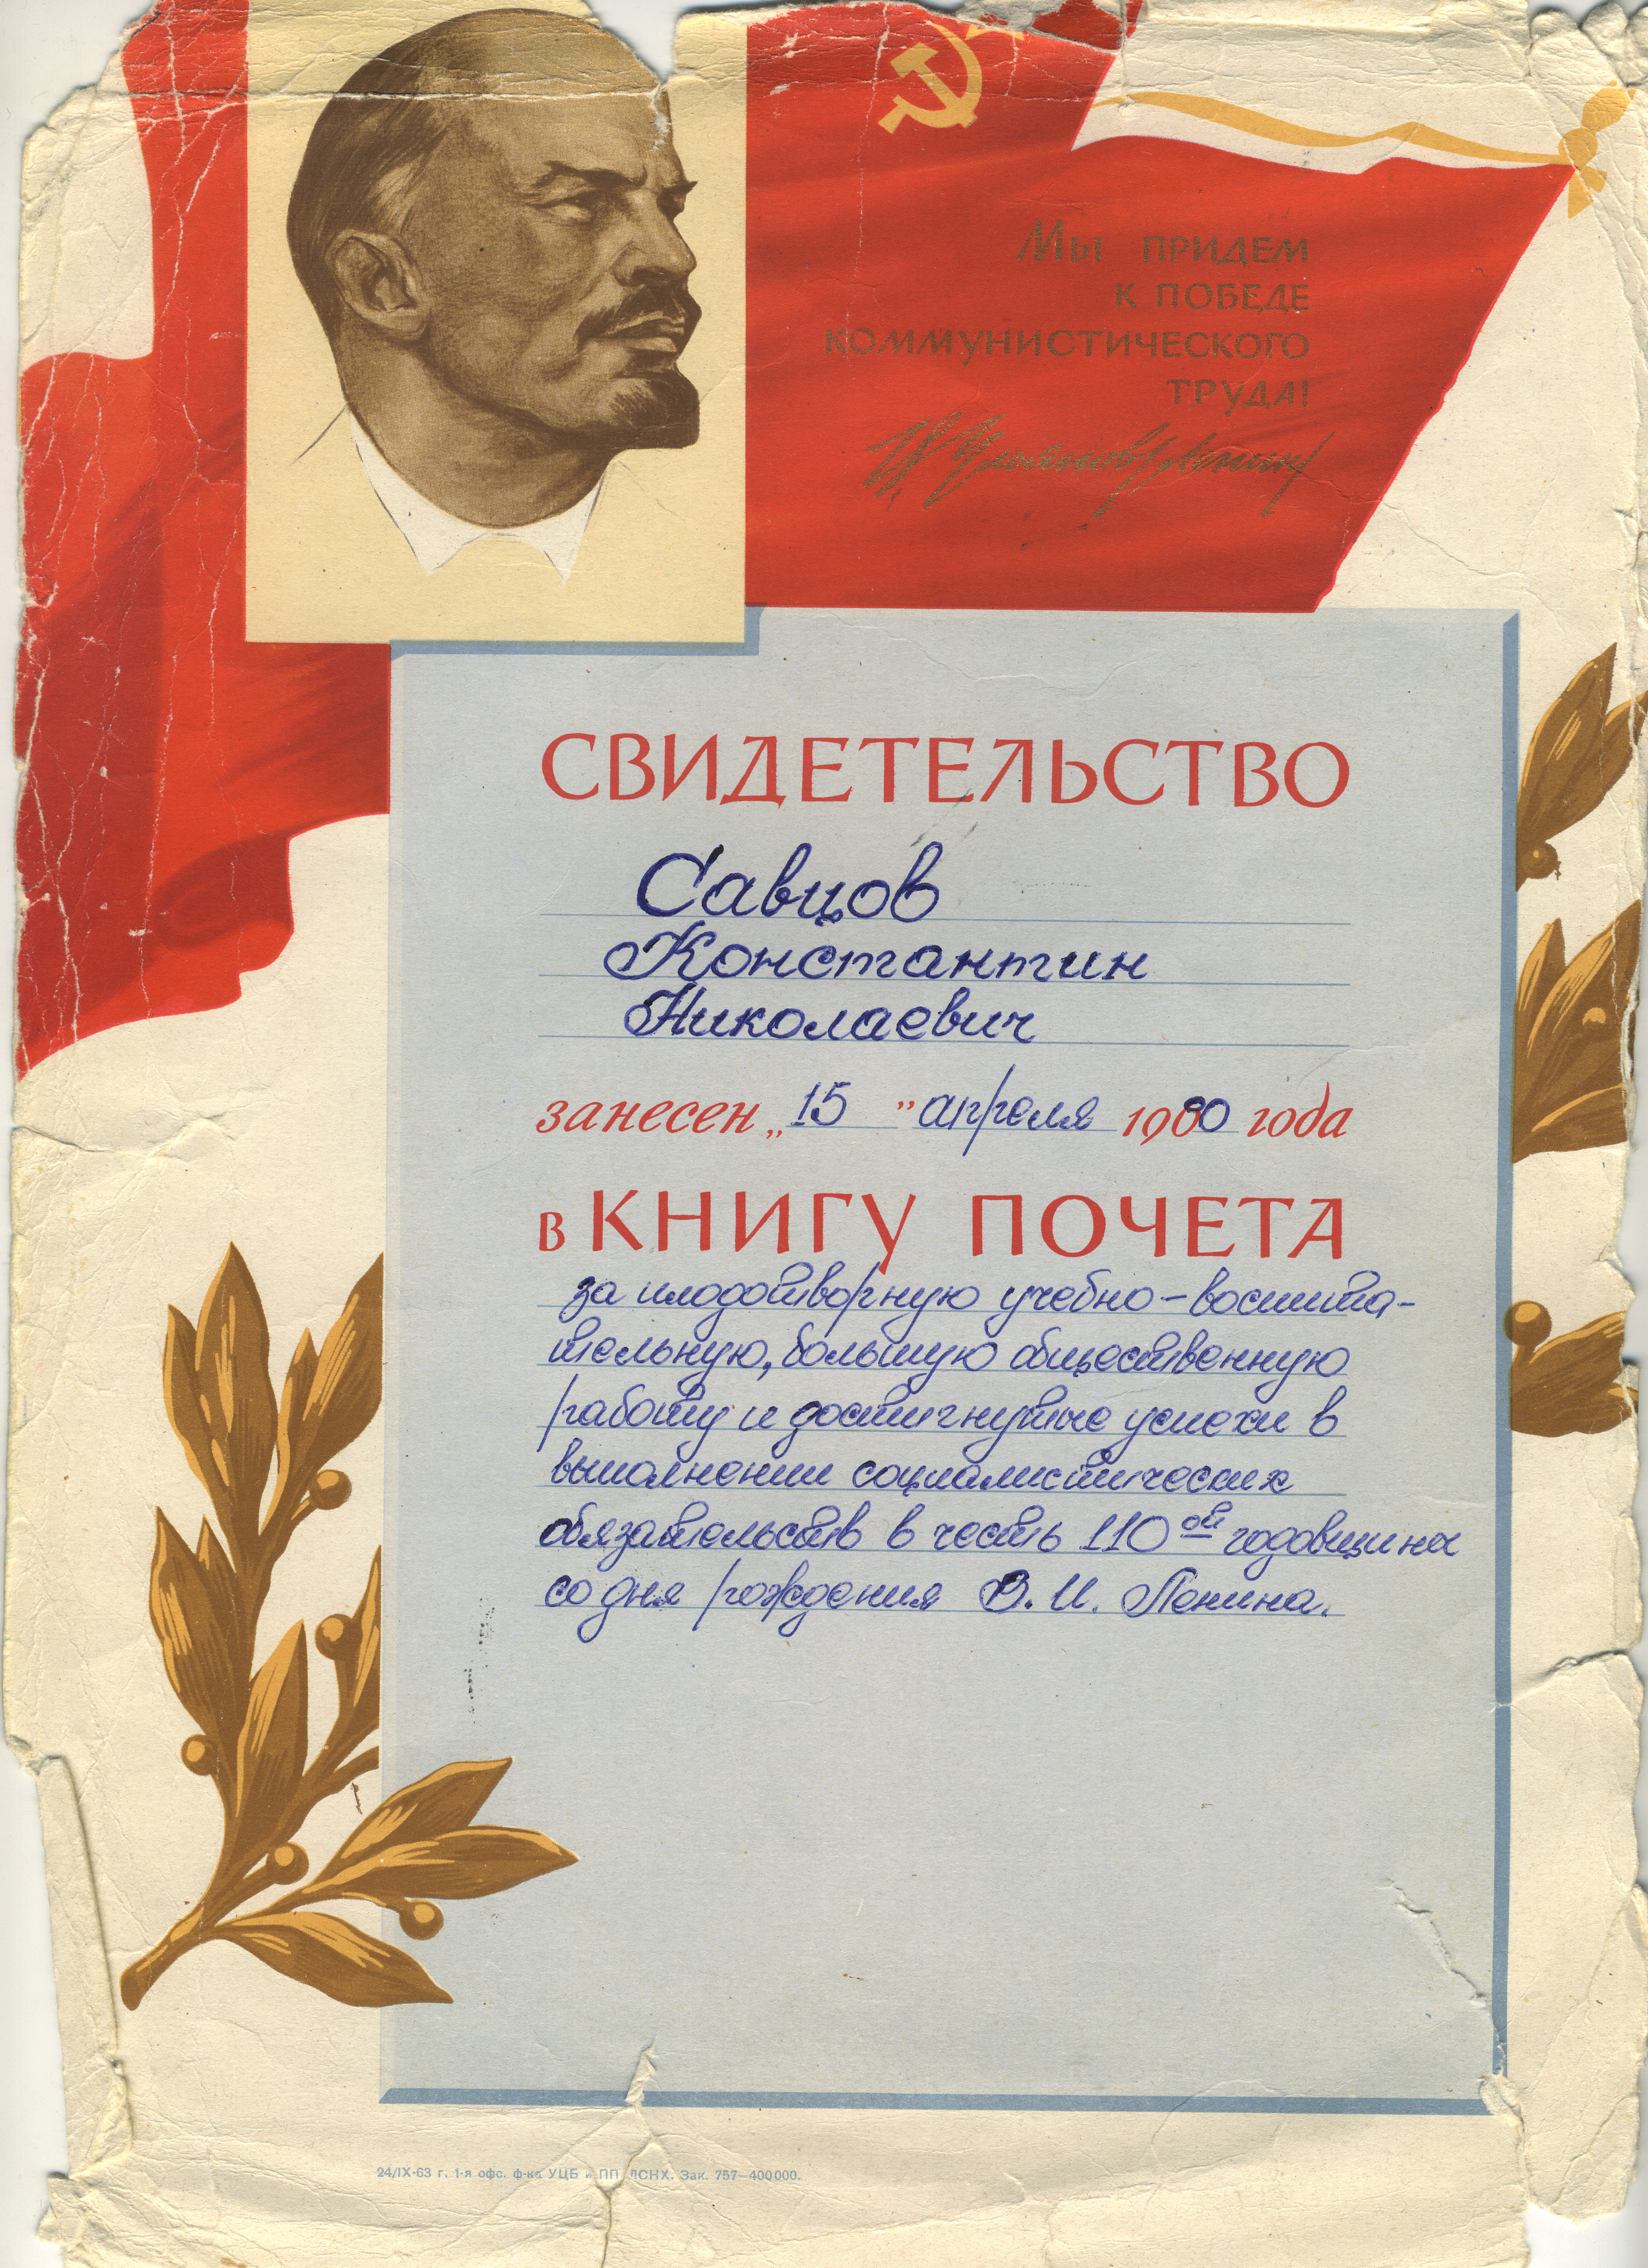 Мы придем
к победе
коммунистического
труда!
В. Ульянов (Ленин)
СВИДЕТЕЛЬСТВО
Савцов
Константин
Николаевич
занесен „15” апреля 1980 года
в КНИГУ ПОЧЕТА
за плодотворную учебно-воспита-
тельную, большую общественную
работу и достигнутые успехи в
выполнении социалистических
обязательств в честь 110ой годовщины
со дня рождения В. И. Ленина.
24/IX-63 г. 1-я офс. ф-ка УЦБ и ПП ЛСНХ. Зак. 757—400000.